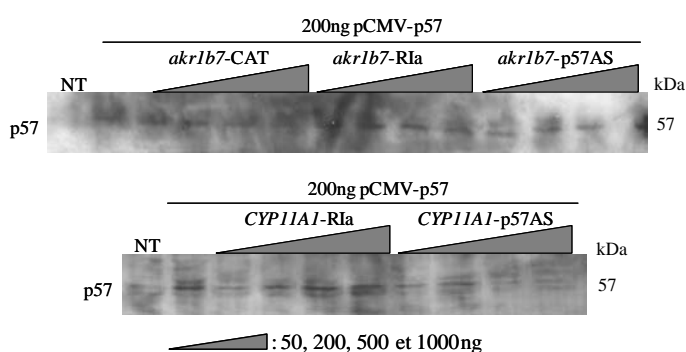 200ng pCMV-p57
akr1b7-CAT akr1b7-RIa akr1b7-p57AS
NT kDa
p57 57
200ng pCMV-p57
CYP11A1-RIa CYP11A1-p57AS
NT kDa
p57 57
: 50, 200, 500 et 1000ng